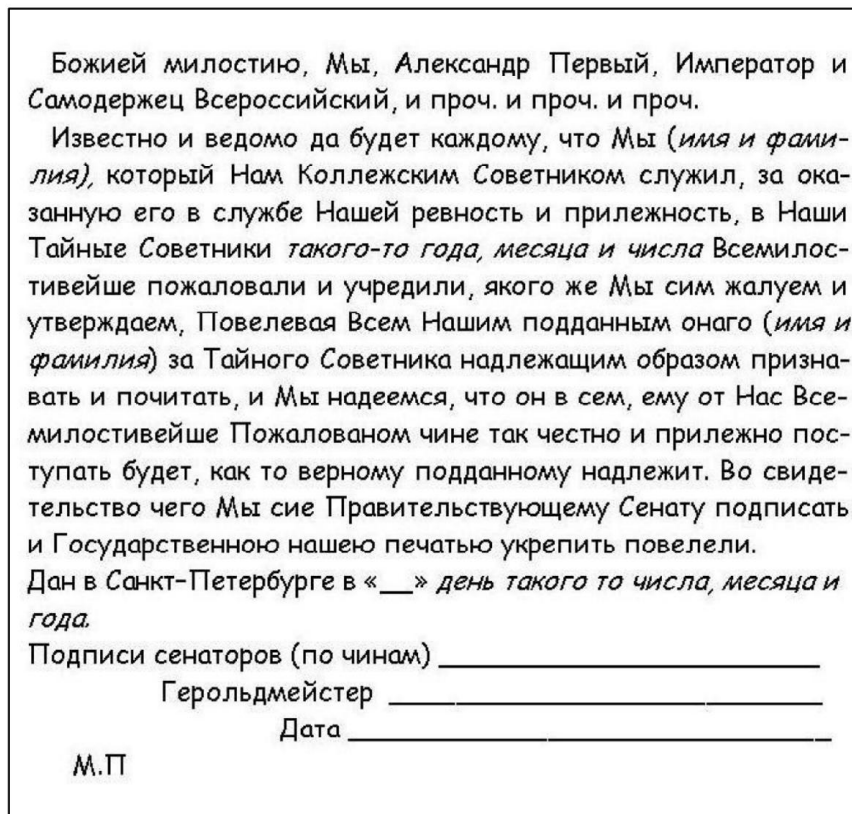 Божией милостию, Мы, Александр Первый, Император и
Самодержец Всероссийский, и проч. и проч. и проч.
Известно и ведомо да будет каждому, что Мы (имя и фами-
лия), который Нам Коллежским Советником служил, за ока-
занную его в службе Нашей ревность и прилежность, в Наши
Тайные Советники такого-то года, месяца и числа Всемилос-
тивейше пожаловали и учредили, якого же Мы сим жалуем и
утверждаем, Повелевая Всем Нашим подданным онаго (имя и
фамилия) за Тайного Советника надлежащим образом призна-
вать и почитать, и Мы надеемся, что он в сем, ему от Нас Все-
милостивейше Пожалованом чине так честно и прилежно пос-
тупать будет, как то верному подданному надлежит. Во свиде-
тельство чего Мы сие Правительствующему Сенату подписать
и Государственною нашею печатью укрепить повелели.
Дан в Санкт-Петербурге в «__» день такого то числа, месяца и
года.
Подписи сенаторов (по чинам) ____________________
Герольдмейстер ____________________
Дата ____________________
М.П